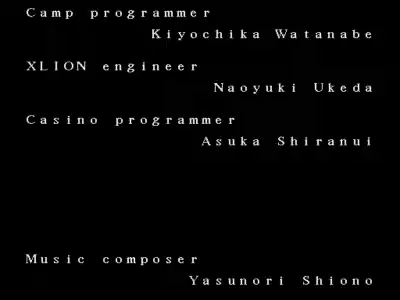 Camp programmer
Kiyochika Watanabe
XLION engineer
Naoyuki Ukeda
Casino programmer
Asuka Shiranui
Music composer
Yasunori Shiono